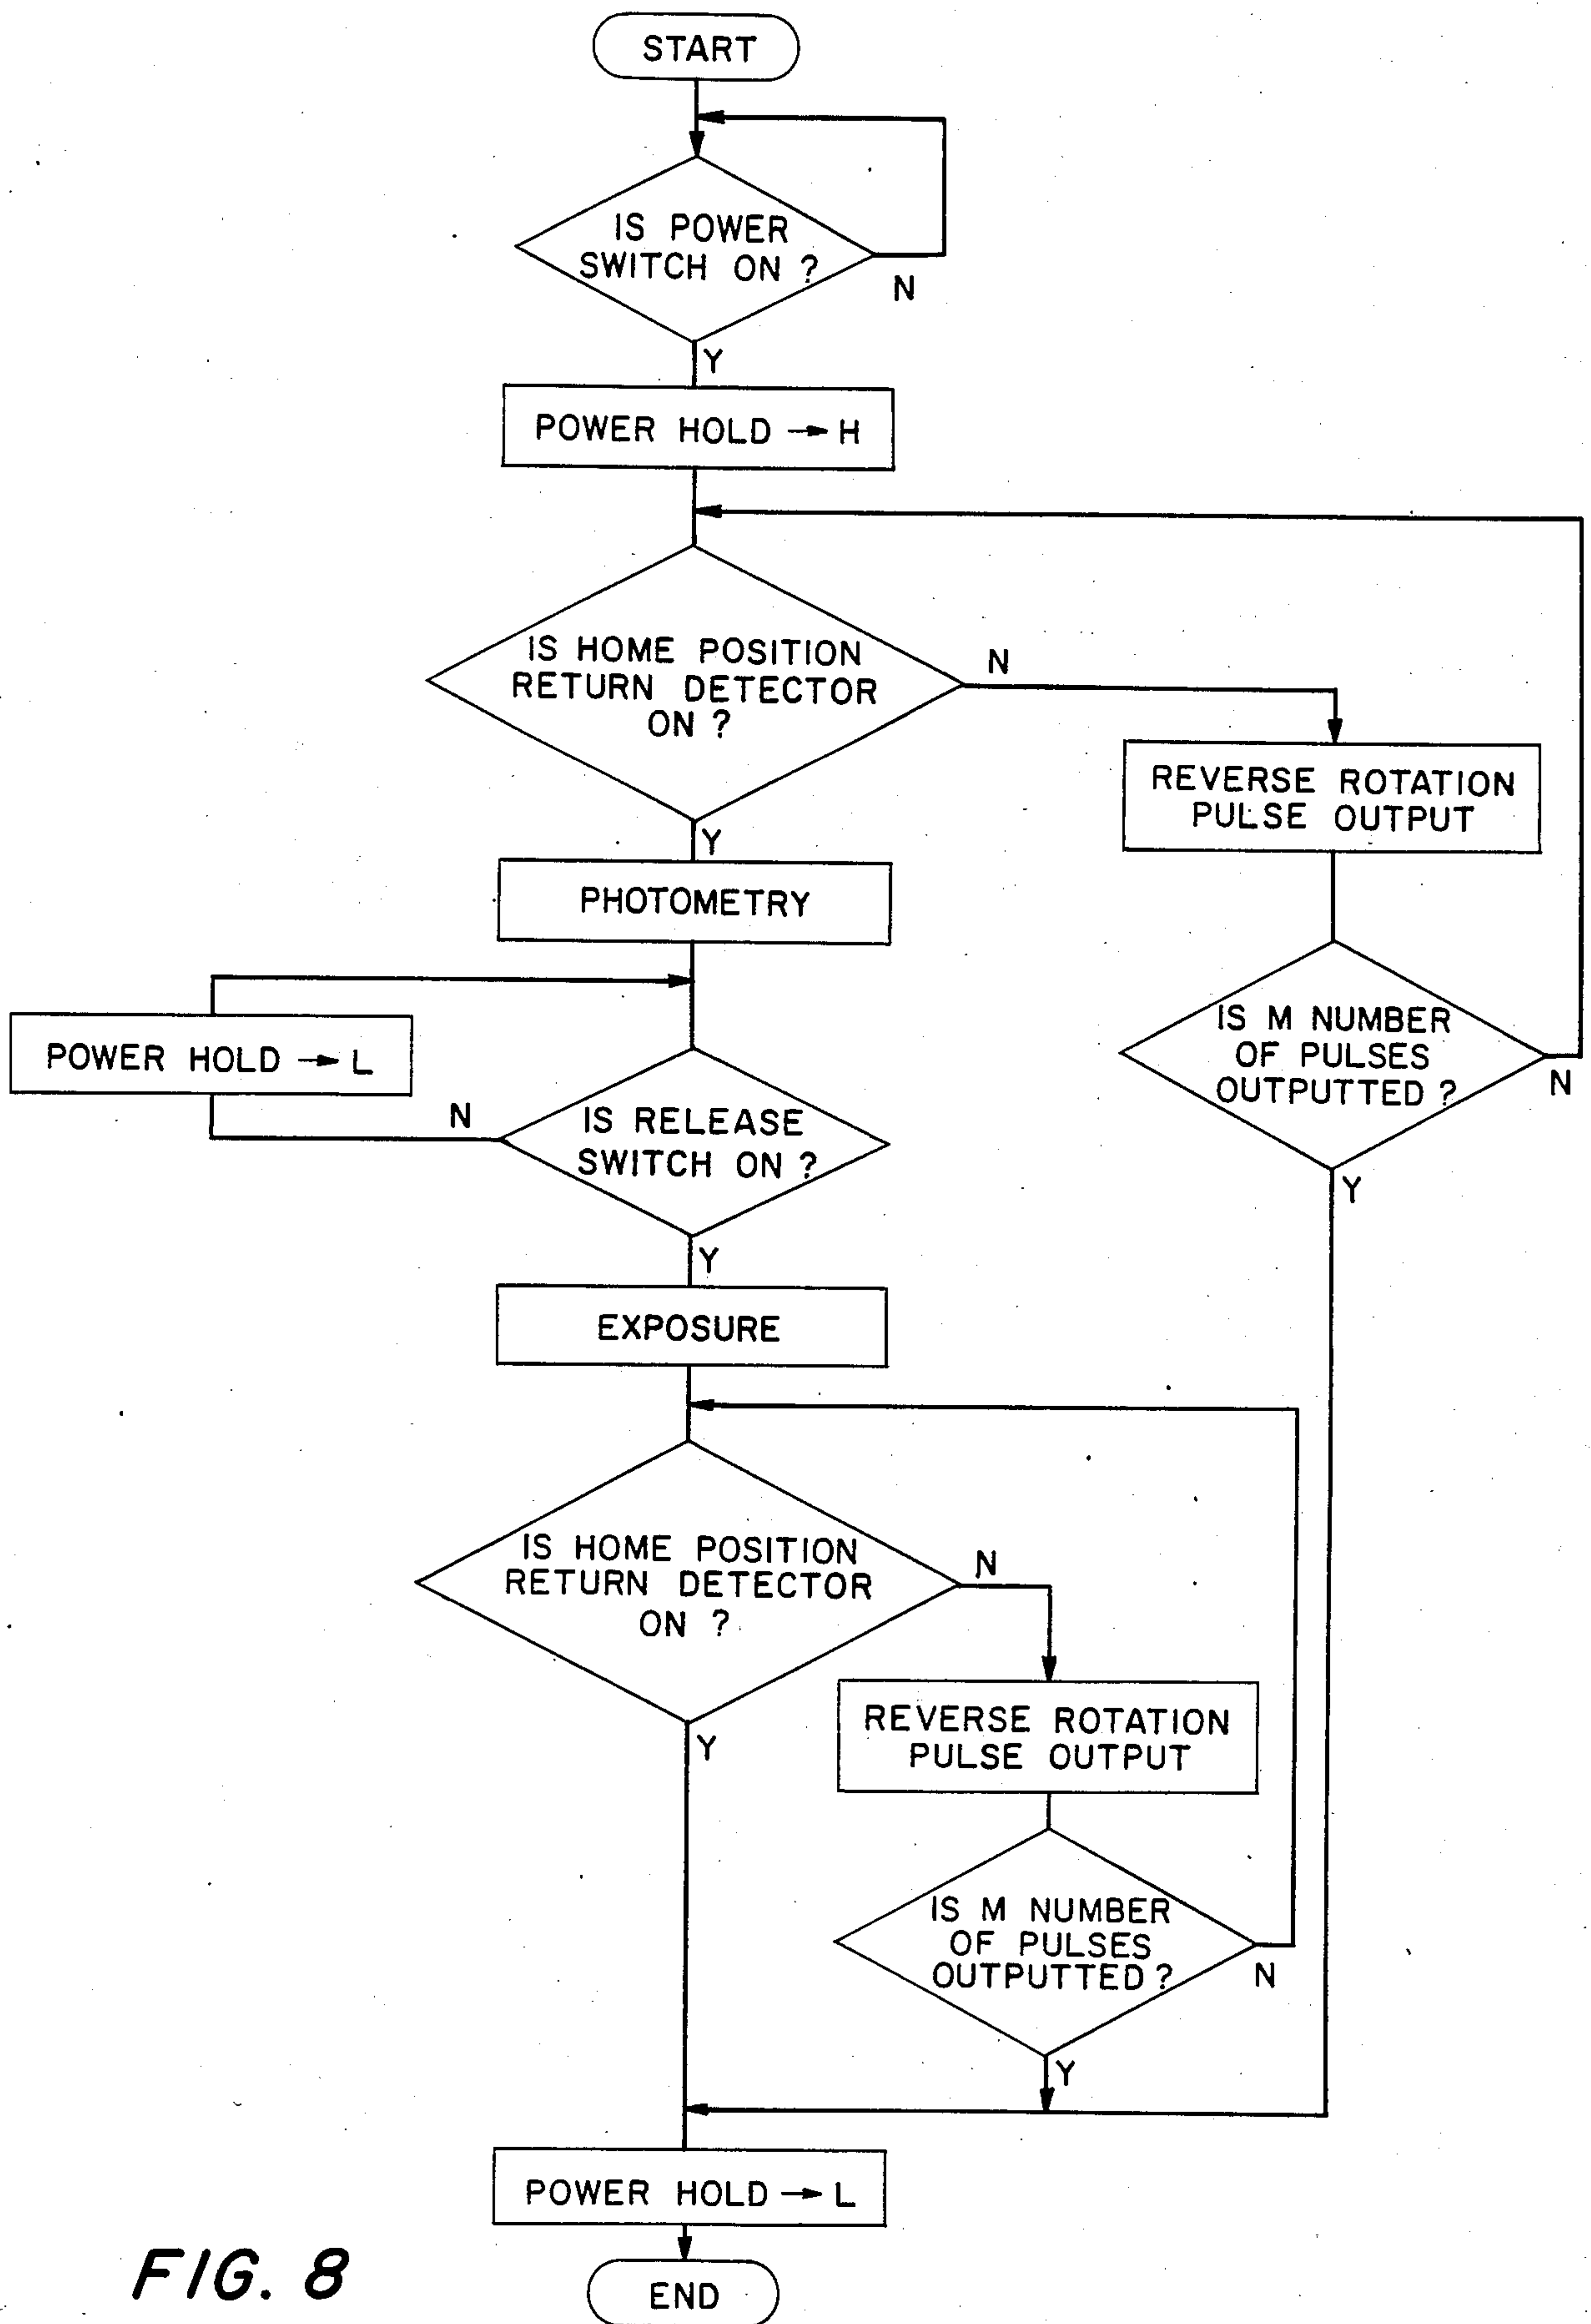 START
IS POWER
SWITCH ON ?
N
Y
POWER HOLD → H
IS HOME POSITION
RETURN DETECTOR
ON ?
N
REVERSE ROTATION
PULSE OUTPUT
Y
PHOTOMETRY
IS M NUMBER
OF PULSES
OUTPUTTED ?
N
Y
POWER HOLD → L
N
IS RELEASE
SWITCH ON ?
Y
EXPOSURE
IS HOME POSITION
RETURN DETECTOR
ON ?
N
REVERSE ROTATION
PULSE OUTPUT
Y
IS M NUMBER
OF PULSES
OUTPUTTED ?
N
Y
POWER HOLD → L
END
FIG. 8